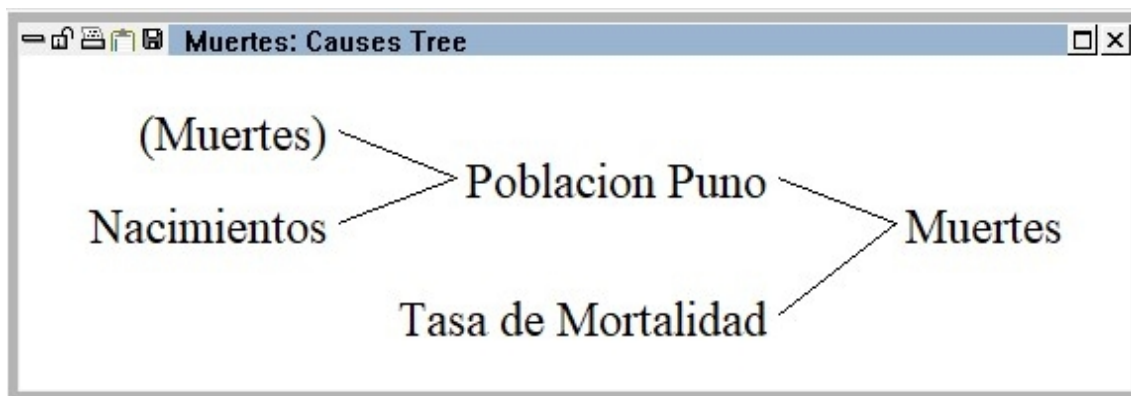 Muertes: Causes Tree
(Muertes)
Poblacion Puno
Nacimientos
Muertes
Tasa de Mortalidad